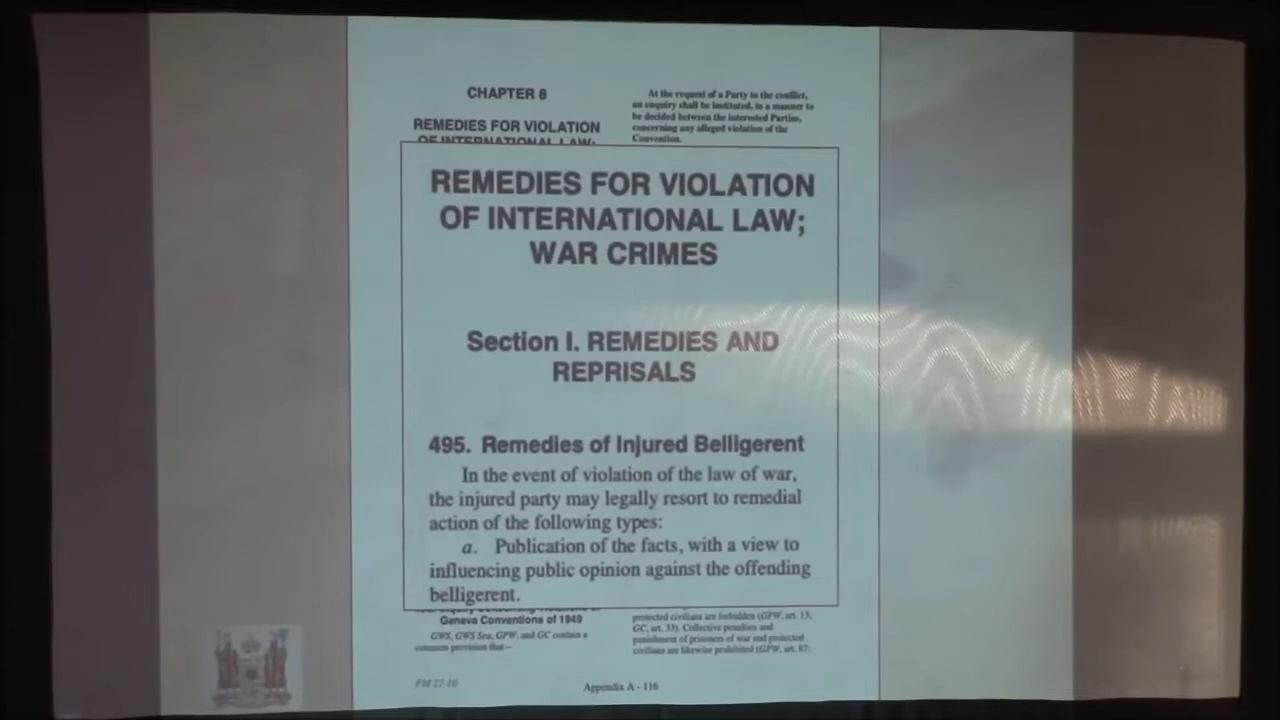 CHAPTER 8
REMEDIES FOR VIOLATION
OF INTERNATIONAL LAW;
At the request of a Party to the conflict,
an enquiry shall be instituted, in a manner to
be decided between the interested Parties,
concerning any alleged violation of the
Convention.
REMEDIES FOR VIOLATION
OF INTERNATIONAL LAW;
WAR CRIMES
Section I. REMEDIES AND
REPRISALS
495. Remedies of Injured Belligerent
In the event of violation of the law of war,
the injured party may legally resort to remedial
action of the following types:
a. Publication of the facts, with a view to
influencing public opinion against the offending
belligerent.
Geneva Conventions of 1949
GWS, GWS Sea, GPW, and GC contain a
common provision that—
protected civilians are forbidden (GPW, art. 13;
GC, art. 33). Collective penalties and
punishment of prisoners of war and protected
civilians are likewise prohibited (GPW, art. 87;
FM 27-10
Appendix A - 116